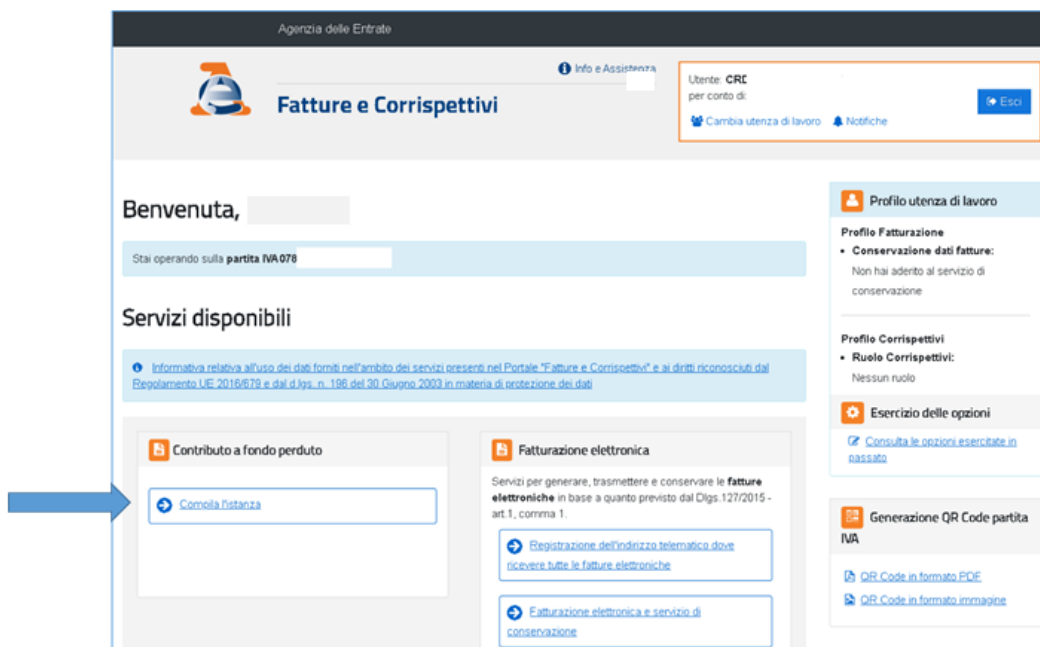 Agenzia delle Entrate
Info e Assistenza
Fatture e Corrispettivi
Utente: CRD
per conto di:
Esci
Cambia utenza di lavoro
Notifiche
Benvenuta,
Stai operando sulla partita IVA 078
Servizi disponibili
Informativa relativa all'uso dei dati forniti nell'ambito dei servizi presenti nel Portale "Fatture e Corrispettivi" e ai diritti riconosciuti dal
Regolamento UE 2016/679 e dal d.lgs. n. 196 del 30 Giugno 2003 in materia di protezione dei dati
Contributo a fondo perduto
Compila l'istanza
Fatturazione elettronica
Servizi per generare, trasmettere e conservare le fatture
elettroniche in base a quanto previsto dal Dlgs.127/2015 -
art.1, comma 1.
Registrazione dell'indirizzo telematico dove
ricevere tutte le fatture elettroniche
Fatturazione elettronica e servizio di
conservazione
Profilo utenza di lavoro
Profilo Fatturazione
• Conservazione dati fatture:
Non hai aderito al servizio di
conservazione
Profilo Corrispettivi
• Ruolo Corrispettivi:
Nessun ruolo
Esercizio delle opzioni
Consulta le opzioni esercitate in
passato
Generazione QR Code partita
IVA
QR Code in formato PDF
QR Code in formato immagine